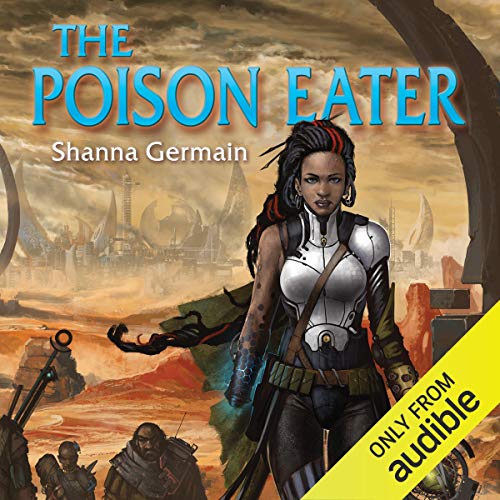 THE
POISON EATER
Shanna Germain
ONLY FROM
audible